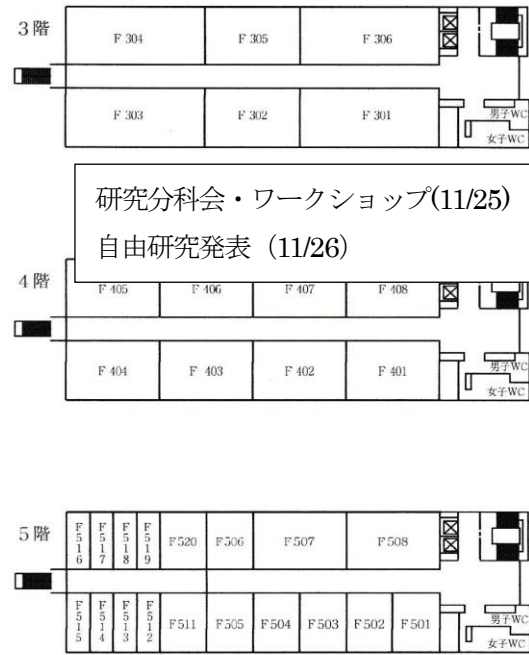 3 階
F 304
F 305
F 306
F 303
F 302
F 301
男子WC
女子WC
研究分科会・ワークショップ(11/25)
自由研究発表（11/26）
4 階
F 405
F 406
F 407
F 408
F 404
F 403
F 402
F 401
男子WC
女子WC
5 階
F516
F517
F518
F519
F520
F506
F507
F508
F515
F514
F513
F512
F511
F505
F504
F503
F502
F501
男子WC
女子WC